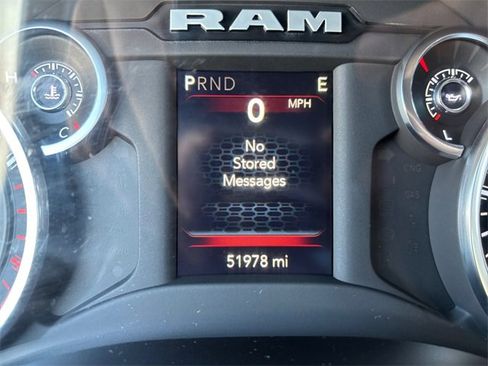 RAM
PRND E
0 MPH
H
C
L
No
Stored
Messages
51978 mi